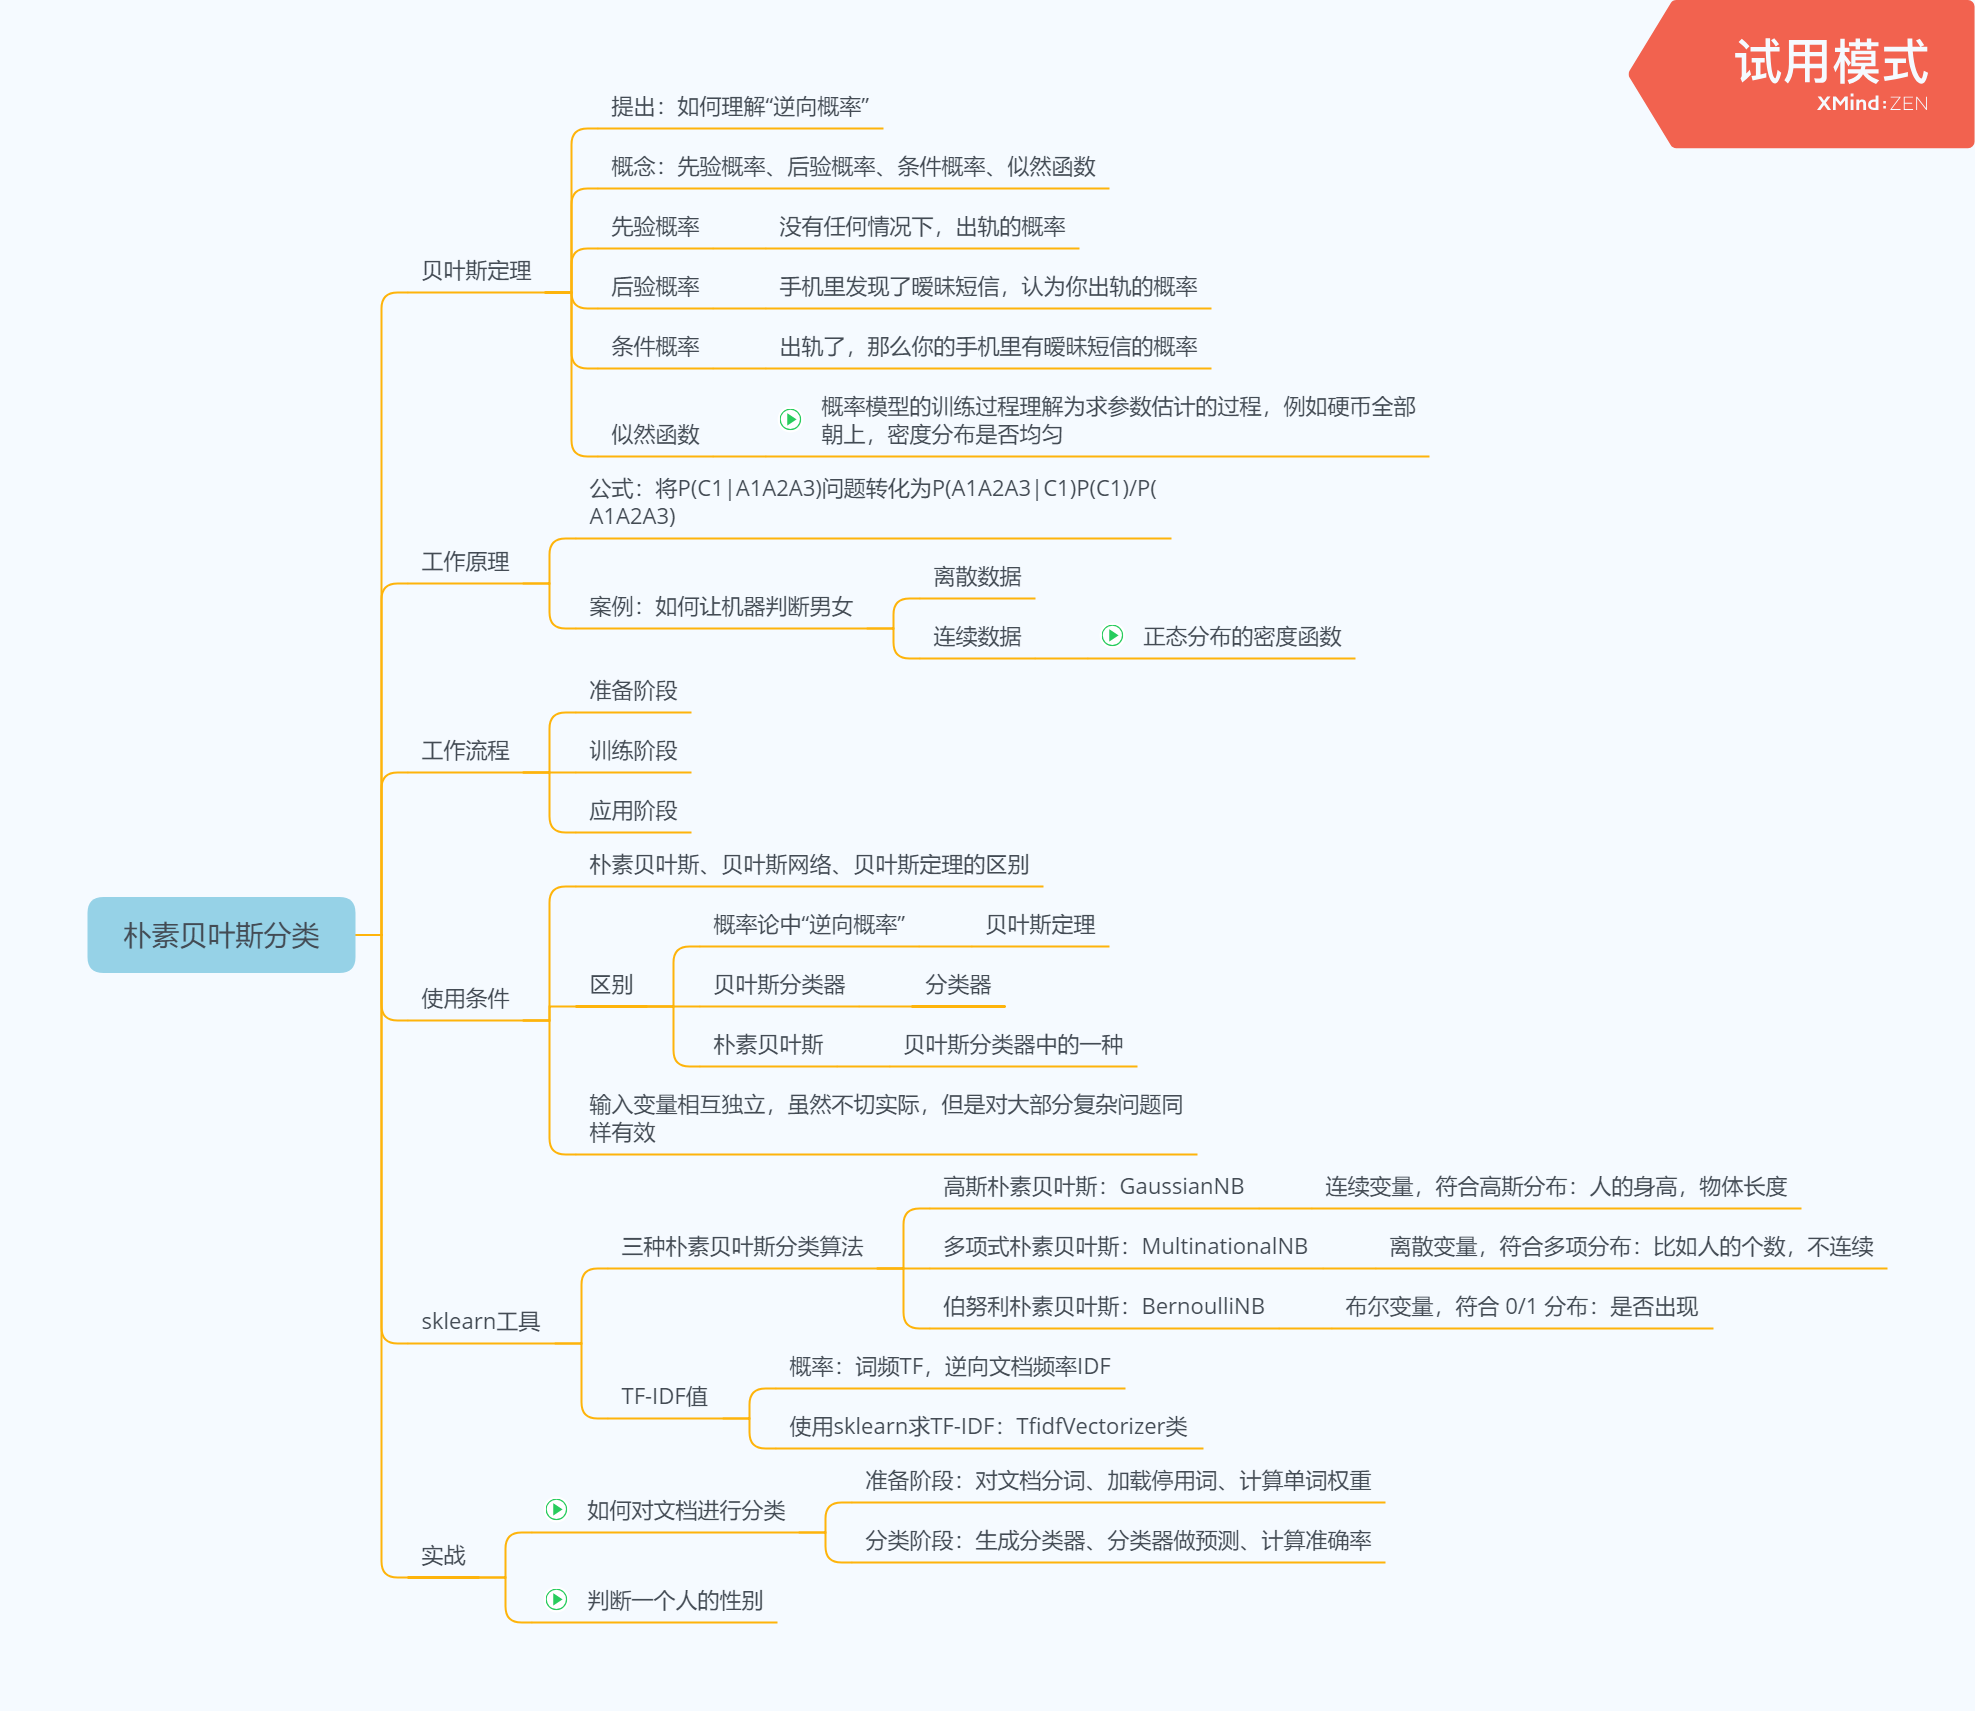 试用模式
XMind:ZEN
提出：如何理解“逆向概率”
概念：先验概率、后验概率、条件概率、似然函数
先验概率 没有任何情况下，出轨的概率
贝叶斯定理
后验概率 手机里发现了暧昧短信，认为你出轨的概率
条件概率 出轨了，那么你的手机里有暧昧短信的概率
似然函数
概率模型的训练过程理解为求参数估计的过程，例如硬币全部
朝上，密度分布是否均匀
公式：将P(C1|A1A2A3)问题转化为P(A1A2A3|C1)P(C1)/P(
A1A2A3)
工作原理
案例：如何让机器判断男女
离散数据
连续数据 正态分布的密度函数
准备阶段
工作流程
训练阶段
应用阶段
朴素贝叶斯分类
朴素贝叶斯、贝叶斯网络、贝叶斯定理的区别
使用条件
区别
概率论中“逆向概率” 贝叶斯定理
贝叶斯分类器 分类器
朴素贝叶斯 贝叶斯分类器中的一种
输入变量相互独立，虽然不切实际，但是对大部分复杂问题同
样有效
sklearn工具
三种朴素贝叶斯分类算法
高斯朴素贝叶斯：GaussianNB 连续变量，符合高斯分布：人的身高，物体长度
多项式朴素贝叶斯：MultinationalNB 离散变量，符合多项分布：比如人的个数，不连续
伯努利朴素贝叶斯：BernoulliNB 布尔变量，符合 0/1 分布：是否出现
TF-IDF值
概率：词频TF，逆向文档频率IDF
使用sklearn求TF-IDF：TfidfVectorizer类
实战
如何对文档进行分类
准备阶段：对文档分词、加载停用词、计算单词权重
分类阶段：生成分类器、分类器做预测、计算准确率
判断一个人的性别